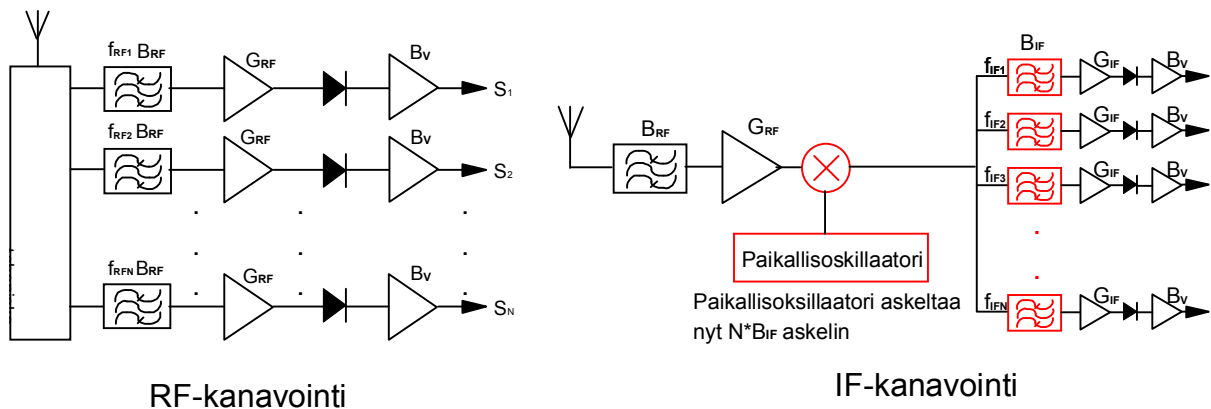 fRF1 BRF
GRF
BV
S1
fRF2 BRF
GRF
BV
S2
fRFN BRF
GRF
BV
SN
RF-kanavointi
BRF
GRF
Paikallisoskillaatori
Paikallisoksillaatori askeltaa
nyt N*BIF askelin
BIF
fIF1
GIF
BV
fIF2
GIF
BV
fIF3
GIF
BV
fIFN
GIF
BV
IF-kanavointi